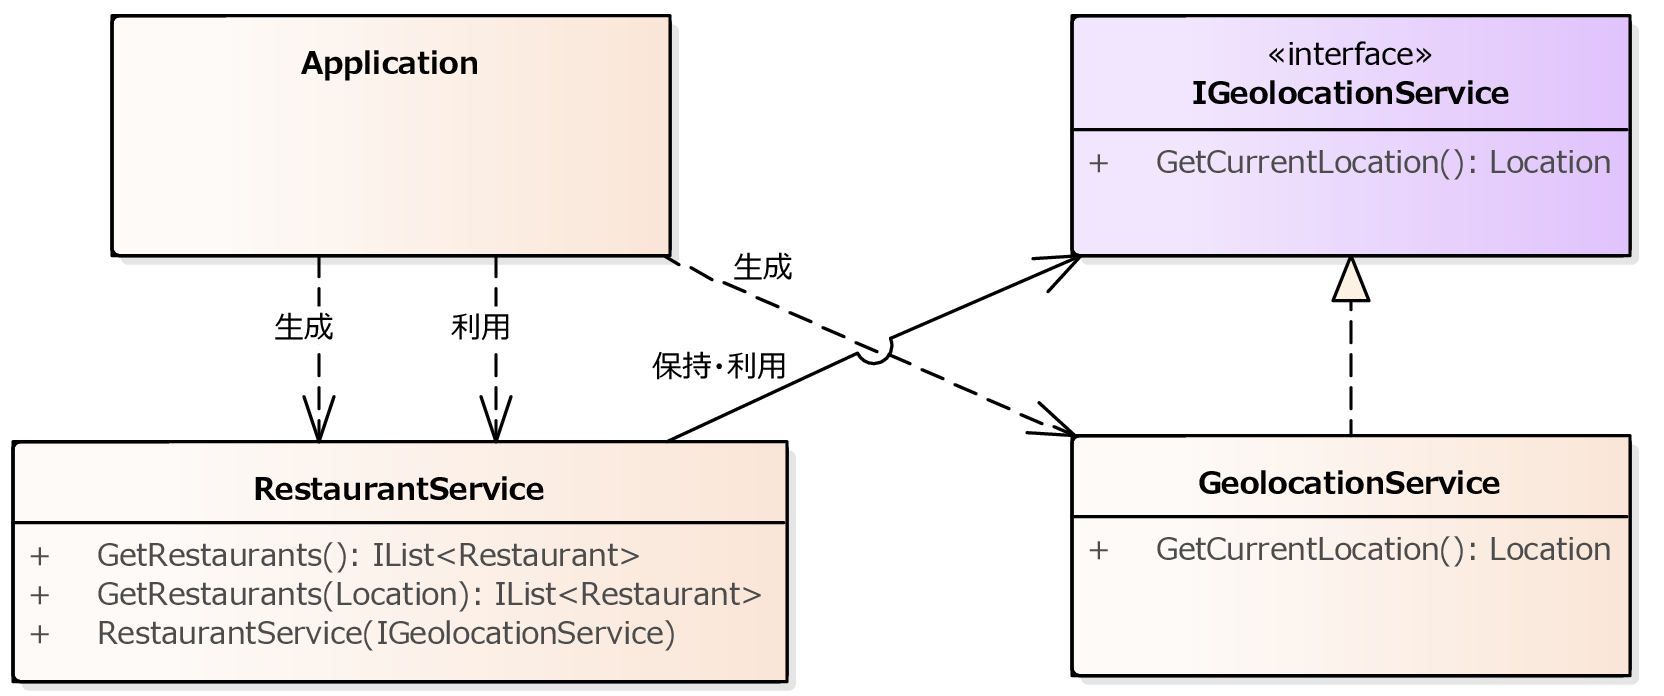 Application
«interface»
IGeolocationService
+ GetCurrentLocation(): Location
生成
生成
利用
保持・利用
RestaurantService
+ GetRestaurants(): IList<Restaurant>
+ GetRestaurants(Location): IList<Restaurant>
+ RestaurantService(IGeolocationService)
GeolocationService
+ GetCurrentLocation(): Location